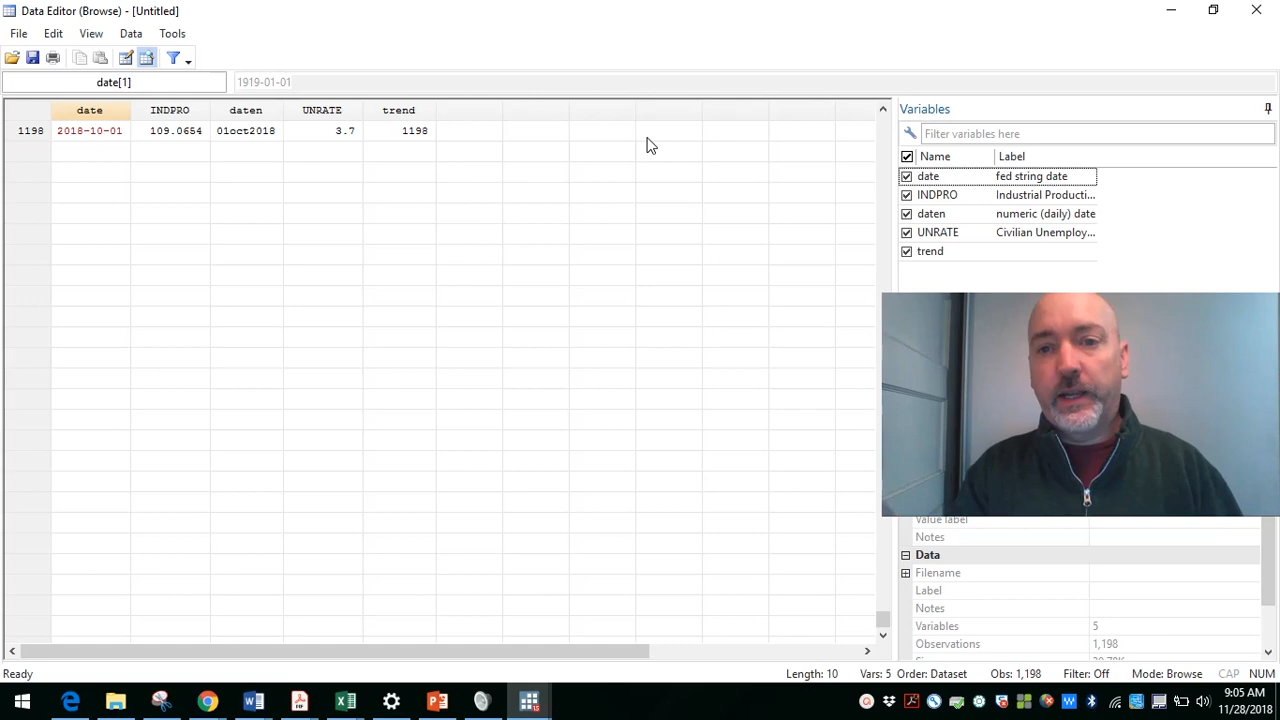 Data Editor (Browse) - [Untitled]
File Edit View Data Tools
date[1] 1919-01-01
date INDPRO daten UNRATE trend
1198 2018-10-01 109.0654 01oct2018 3.7 1198
Variables
Filter variables here
Name Label
date fed string date
INDPRO Industrial Producti...
daten numeric (daily) date
UNRATE Civilian Unemploy...
trend
Value label
Notes
Data
Filename
Label
Notes
Variables 5
Observations 1,198
Ready Length: 10 Vars: 5 Order: Dataset Obs: 1,198 Filter: Off Mode: Browse CAP NUM
9:05 AM
11/28/2018